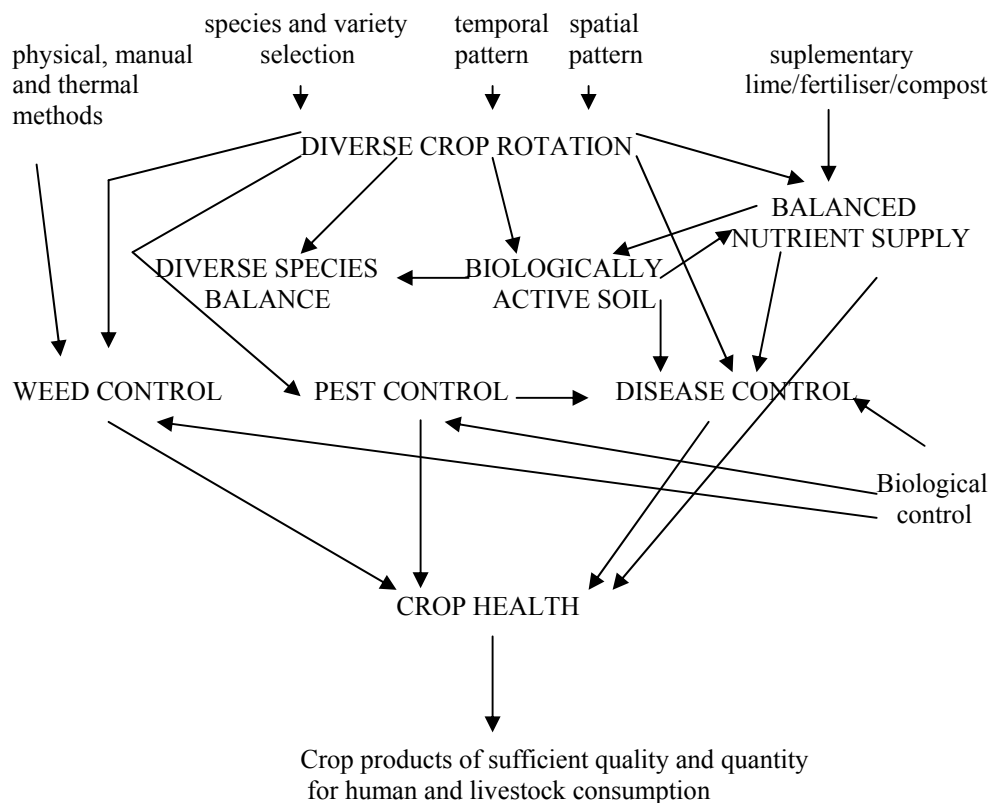 species and variety
selection
temporal
pattern
spatial
pattern
physical, manual
and thermal
methods
suplementary
lime/fertiliser/compost
DIVERSE CROP ROTATION
BALANCED
NUTRIENT SUPPLY
DIVERSE SPECIES
BALANCE
BIOLOGICALLY
ACTIVE SOIL
WEED CONTROL
PEST CONTROL
DISEASE CONTROL
Biological
control
CROP HEALTH
Crop products of sufficient quality and quantity
for human and livestock consumption